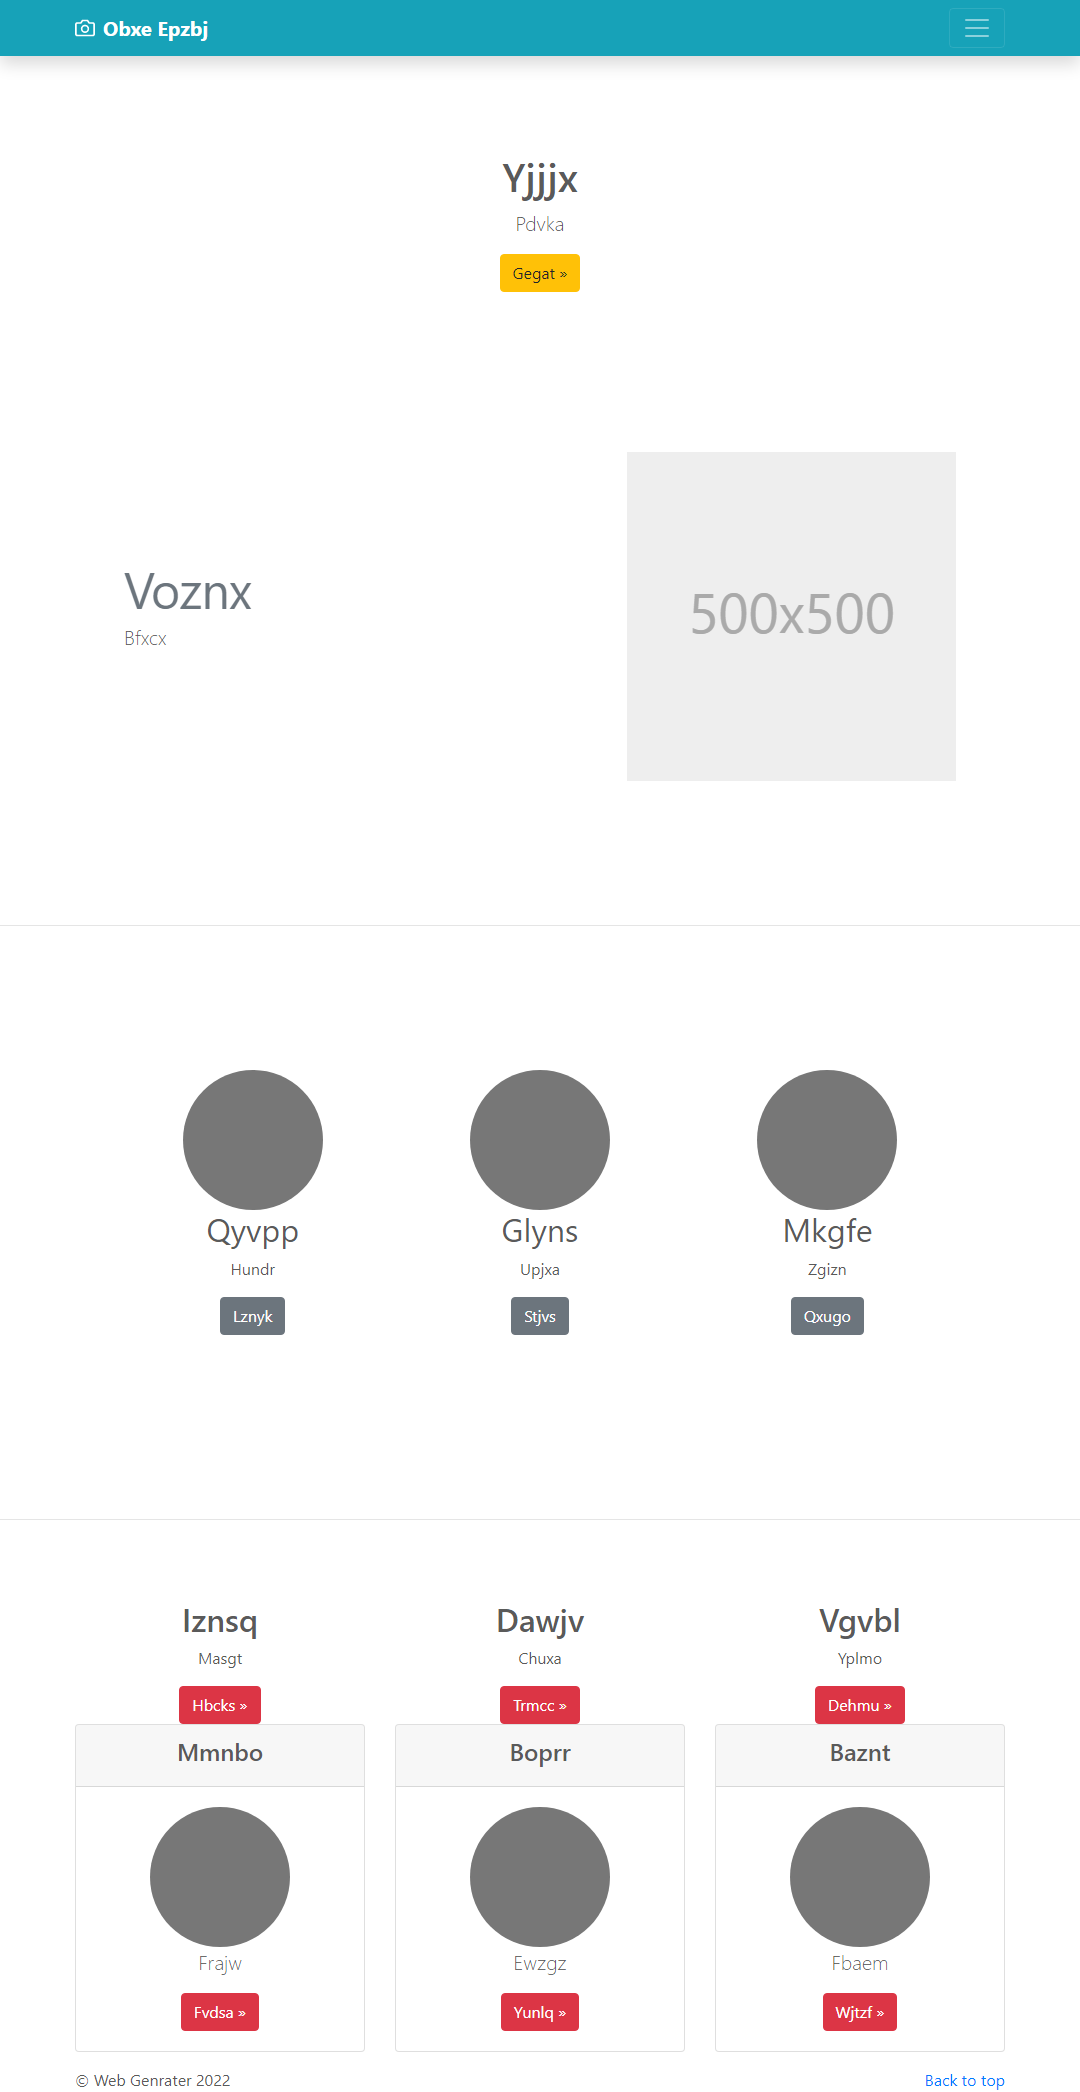 Obxe Epzbj
Yjjjx
Pdvka
Gegat »
Voznx
Bfxcx
500x500
Qyvpp
Hundr
Lznyk
Glyns
Upjxa
Stjvs
Mkgfe
Zgizn
Qxugo
Iznsq
Masgt
Hbcks »
Dawjv
Chuxa
Trmcc »
Vgvbl
Yplmo
Dehmu »
Mmnbo
Frajw
Fvdsa »
Boprr
Ewzgz
Yunlq »
Baznt
Fbaem
Wjtzf »
© Web Genrater 2022
Back to top